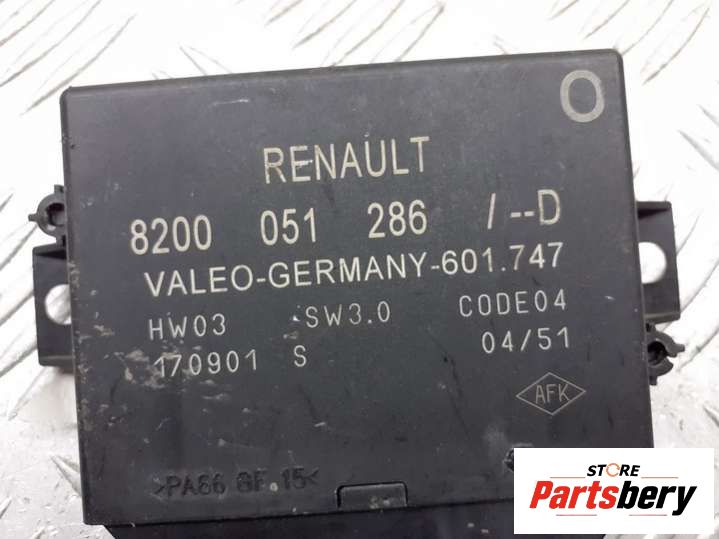 O
RENAULT
8200 051 286 /--D
VALEO-GERMANY-601.747
HW03 SW3.0 CODE04
170901 S 04/51
AFK
>PA66 GF 15<
STORE
Partsbery